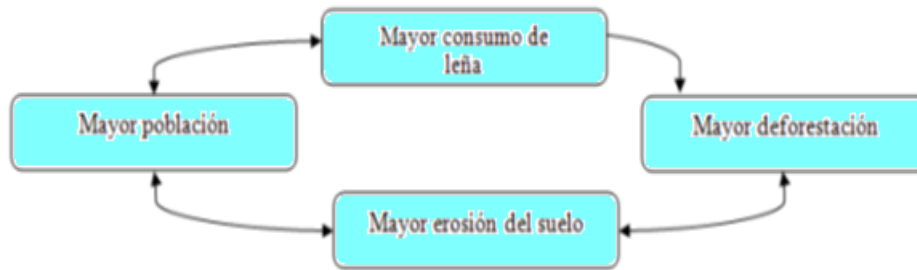 Mayor consumo de
leña
Mayor población
Mayor deforestación
Mayor erosión del suelo